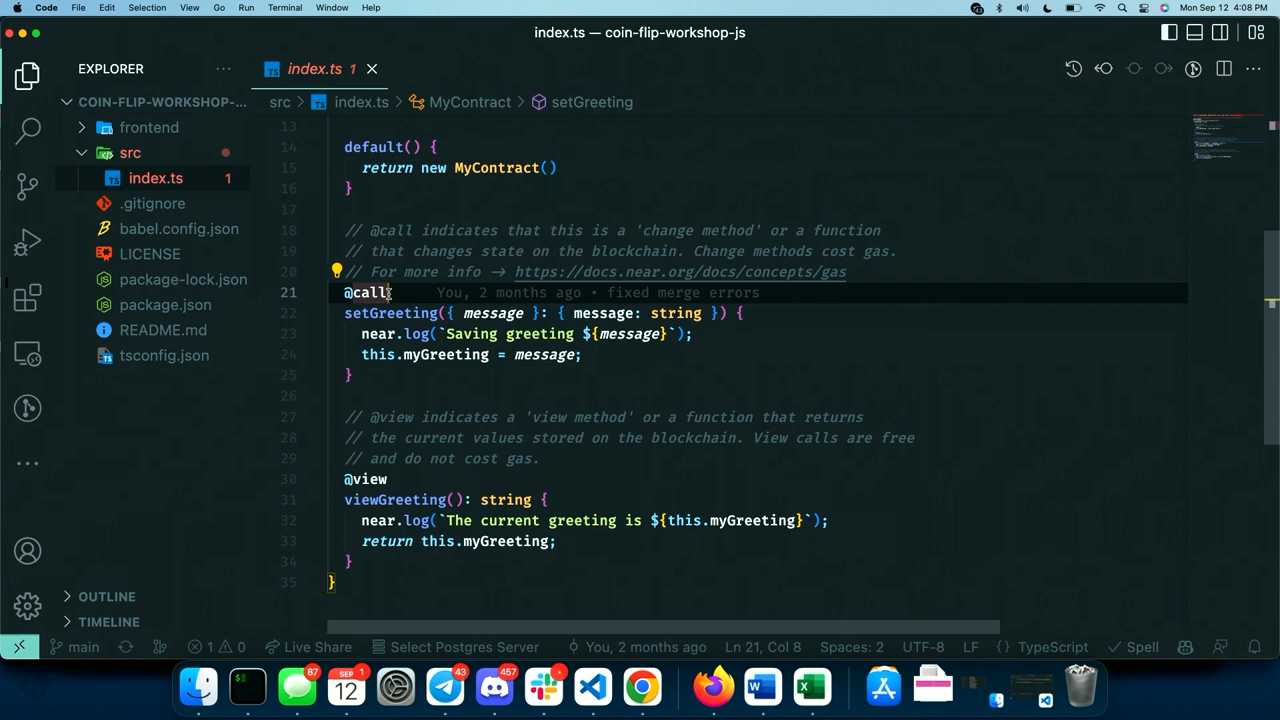 Code File Edit Selection View Go Run Terminal Window Help
Mon Sep 12 4:08 PM
index.ts — coin-flip-workshop-js
EXPLORER
index.ts 1
COIN-FLIP-WORKSHOP-...
src > index.ts > MyContract > setGreeting
frontend
src
index.ts 1
.gitignore
babel.config.json
LICENSE
package-lock.json
package.json
README.md
tsconfig.json
OUTLINE
TIMELINE
13
14 default() {
15 return new MyContract()
16 }
17
18 // @call indicates that this is a 'change method' or a function
19 // that changes state on the blockchain. Change methods cost gas.
20 // For more info -> https://docs.near.org/docs/concepts/gas
21 @call You, 2 months ago • fixed merge errors
22 setGreeting({ message }: { message: string }) {
23 near.log(`Saving greeting ${message}`);
24 this.myGreeting = message;
25 }
26
27 // @view indicates a 'view method' or a function that returns
28 // the current values stored on the blockchain. View calls are free
29 // and do not cost gas.
30 @view
31 viewGreeting(): string {
32 near.log(`The current greeting is ${this.myGreeting}`);
33 return this.myGreeting;
34 }
35 }
main 1 0 Live Share Select Postgres Server You, 2 months ago Ln 21, Col 8 Spaces: 2 UTF-8 LF {} TypeScript Spell
87 SEP 1 12 43 457